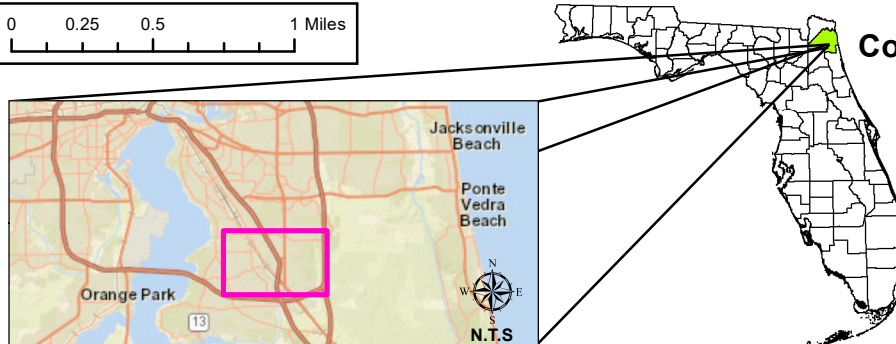 0 0.25 0.5 1 Miles
Co
Jacksonville
Beach
Ponte
Vedra
Beach
Orange Park
13
N
W E
S
N.T.S